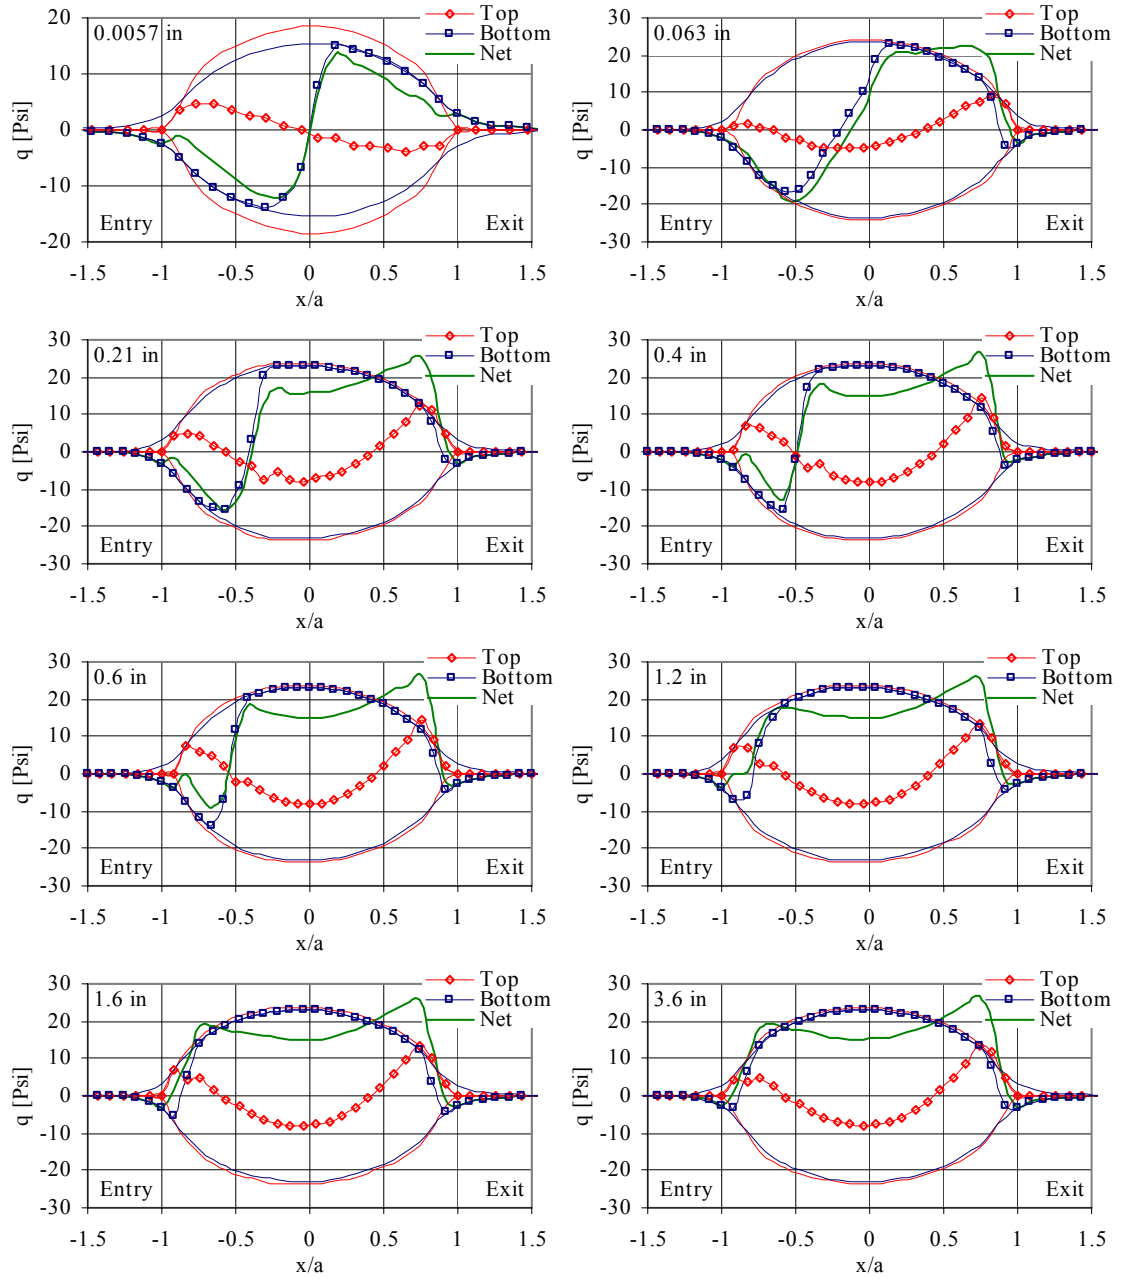 20
10
0
-10
-20
q [Psi]
0.0057 in
Top
Bottom
Net
Entry
Exit
-1.5 -1 -0.5 0 0.5 1 1.5
x/a
30
20
10
0
-10
-20
-30
q [Psi]
0.063 in
Top
Bottom
Net
Entry
Exit
-1.5 -1 -0.5 0 0.5 1 1.5
x/a
30
20
10
0
-10
-20
-30
q [Psi]
0.21 in
Top
Bottom
Net
Entry
Exit
-1.5 -1 -0.5 0 0.5 1 1.5
x/a
30
20
10
0
-10
-20
-30
q [Psi]
0.4 in
Top
Bottom
Net
Entry
Exit
-1.5 -1 -0.5 0 0.5 1 1.5
x/a
30
20
10
0
-10
-20
-30
q [Psi]
0.6 in
Top
Bottom
Net
Entry
Exit
-1.5 -1 -0.5 0 0.5 1 1.5
x/a
30
20
10
0
-10
-20
-30
q [Psi]
1.2 in
Top
Bottom
Net
Entry
Exit
-1.5 -1 -0.5 0 0.5 1 1.5
x/a
30
20
10
0
-10
-20
-30
q [Psi]
1.6 in
Top
Bottom
Net
Entry
Exit
-1.5 -1 -0.5 0 0.5 1 1.5
x/a
30
20
10
0
-10
-20
-30
q [Psi]
3.6 in
Top
Bottom
Net
Entry
Exit
-1.5 -1 -0.5 0 0.5 1 1.5
x/a